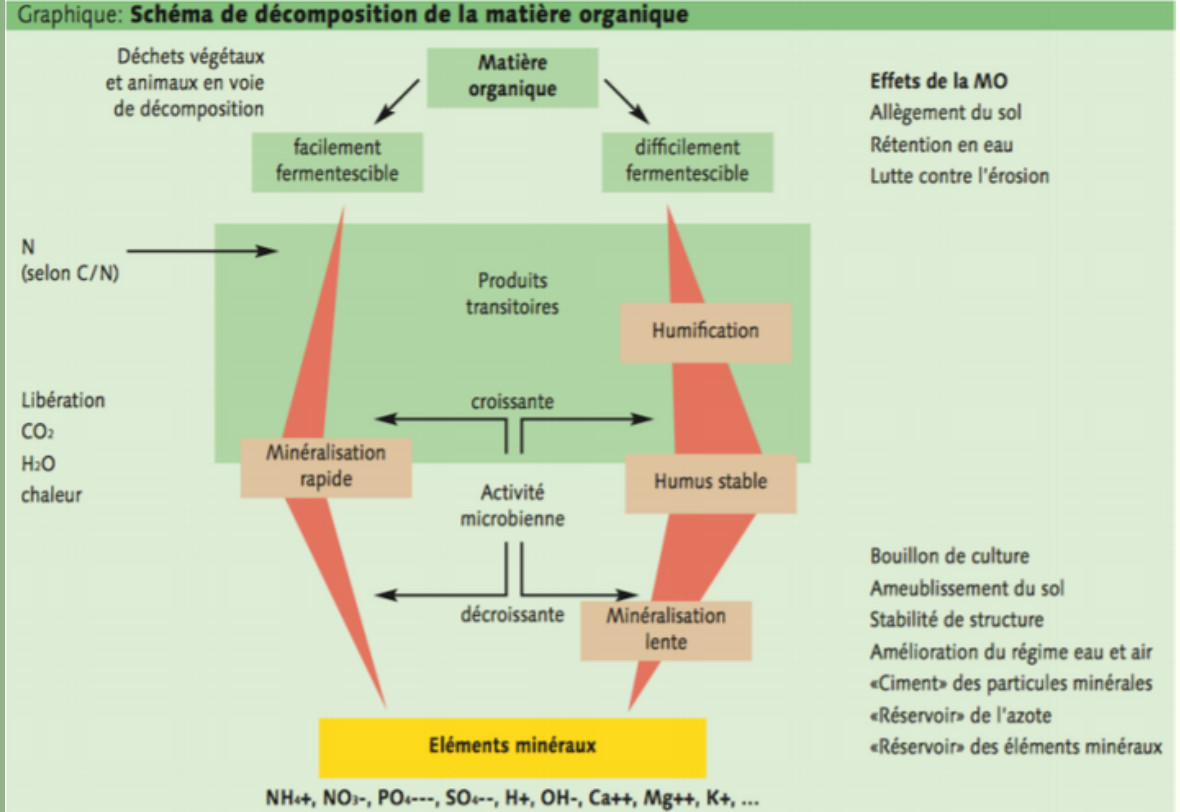 Graphique: Schéma de décomposition de la matière organique
Déchets végétaux
et animaux en voie
de décomposition
Matière
organique
facilement
fermentescible
difficilement
fermentescible
Effets de la MO
Allègement du sol
Rétention en eau
Lutte contre l'érosion
N
(selon C/N)
Produits
transitoires
Humification
Libération
CO₂
H₂O
chaleur
croissante
Minéralisation
rapide
Humus stable
Activité
microbienne
décroissante
Minéralisation
lente
Bouillon de culture
Ameublissement du sol
Stabilité de structure
Amélioration du régime eau et air
«Ciment» des particules minérales
«Réservoir» de l'azote
«Réservoir» des éléments minéraux
Eléments minéraux
NH₄+, NO₃-, PO₄---, SO₄--, H+, OH-, Ca++, Mg++, K+, ...